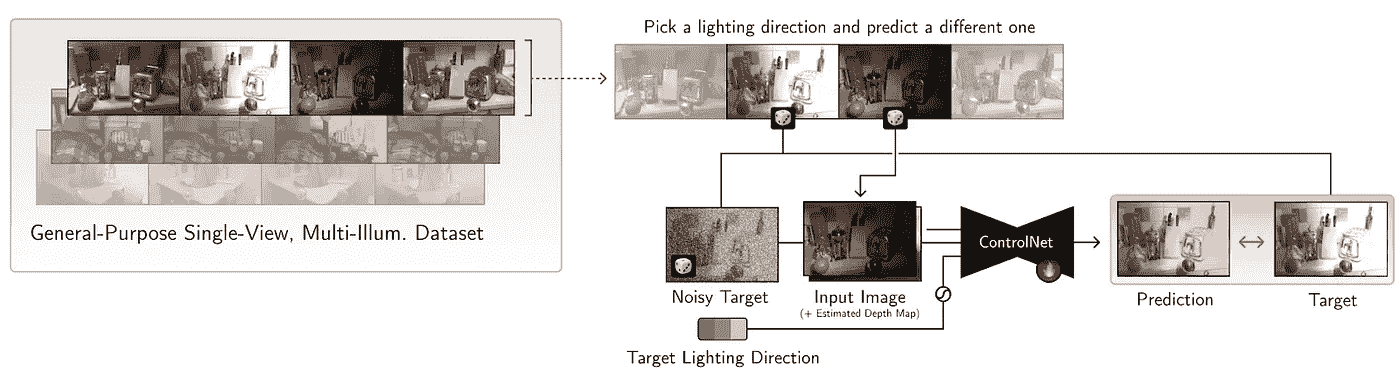 Pick a lighting direction and predict a different one
General-Purpose Single-View, Multi-Illum. Dataset
ControlNet
Noisy Target
Input Image
(+ Estimated Depth Map)
Prediction
Target
Target Lighting Direction